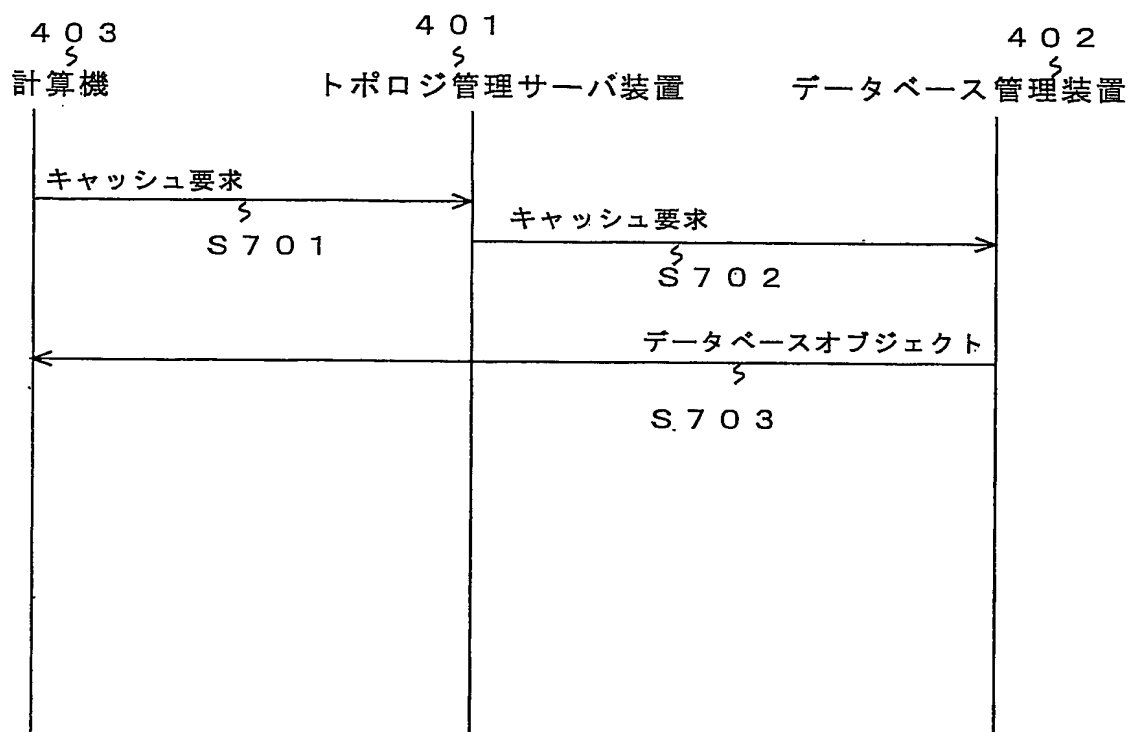 403
401
402
計算機
トポロジ管理サーバ装置
データベース管理装置
キャッシュ要求
S701
キャッシュ要求
S702
データベースオブジェクト
S.703